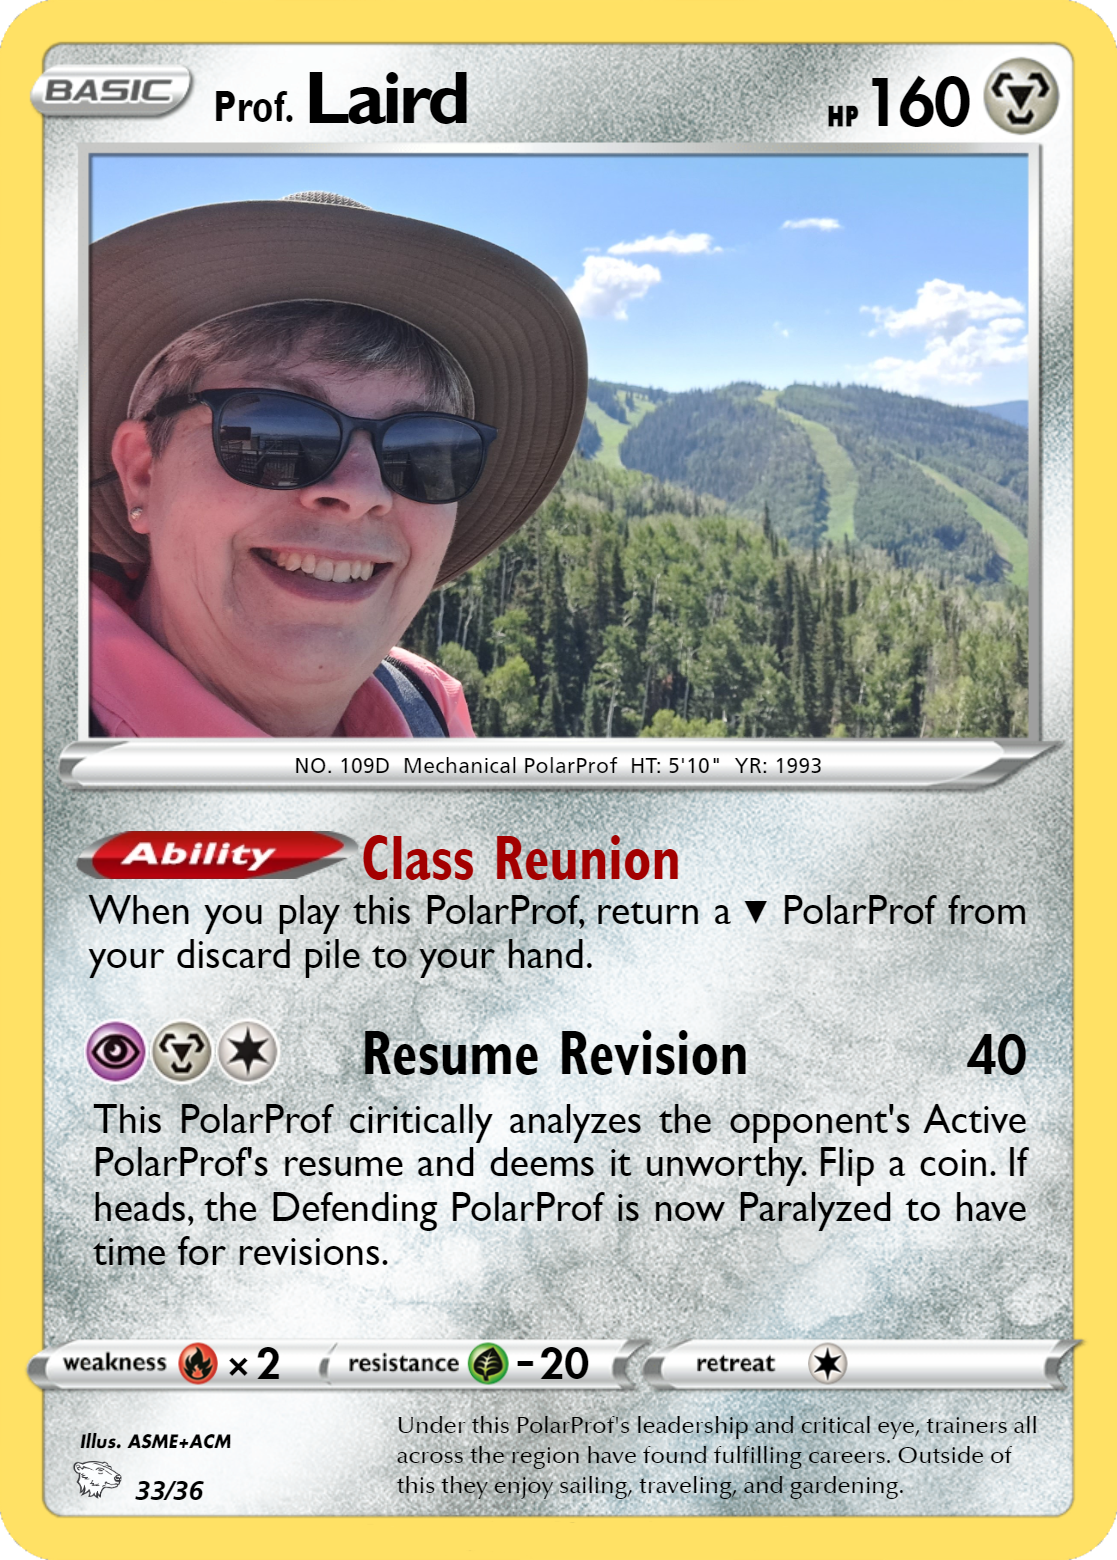 BASIC Prof. Laird HP 160
NO. 109D Mechanical PolarProf HT: 5'10" YR: 1993
Ability Class Reunion
When you play this PolarProf, return a ▼ PolarProf from
your discard pile to your hand.
Resume Revision 40
This PolarProf ciritically analyzes the opponent's Active
PolarProf's resume and deems it unworthy. Flip a coin. If
heads, the Defending PolarProf is now Paralyzed to have
time for revisions.
weakness ×2 resistance -20 retreat
Illus. ASME+ACM
33/36
Under this PolarProf's leadership and critical eye, trainers all
across the region have found fulfilling careers. Outside of
this they enjoy sailing, traveling, and gardening.